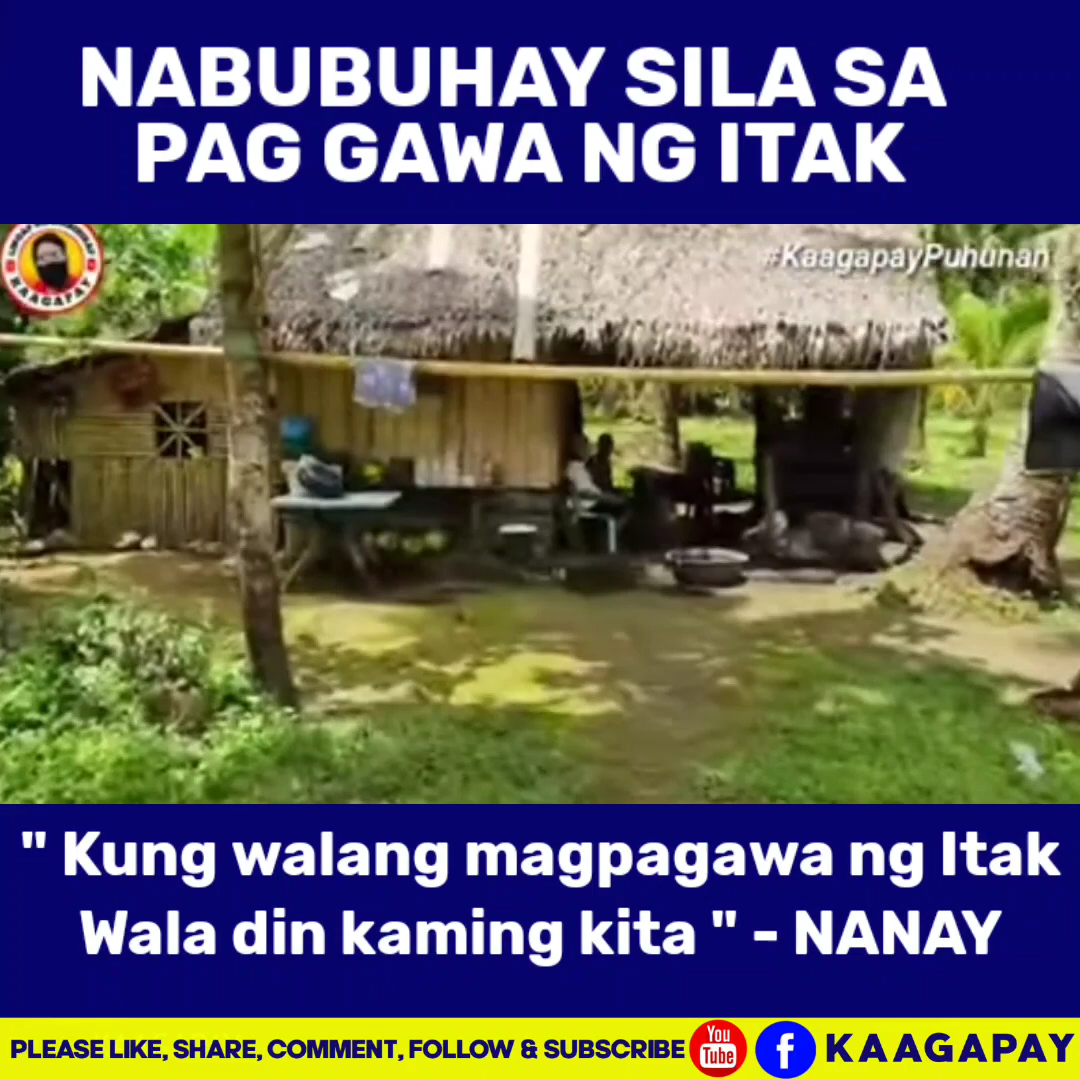 NABUBUHAY SILA SA
PAG GAWA NG ITAK
#KaagapayPuhunan
KAAGAPAY
" Kung walang magpagawa ng Itak
Wala din kaming kita " - NANAY
PLEASE LIKE, SHARE, COMMENT, FOLLOW & SUBSCRIBE You Tube f KAAGAPAY